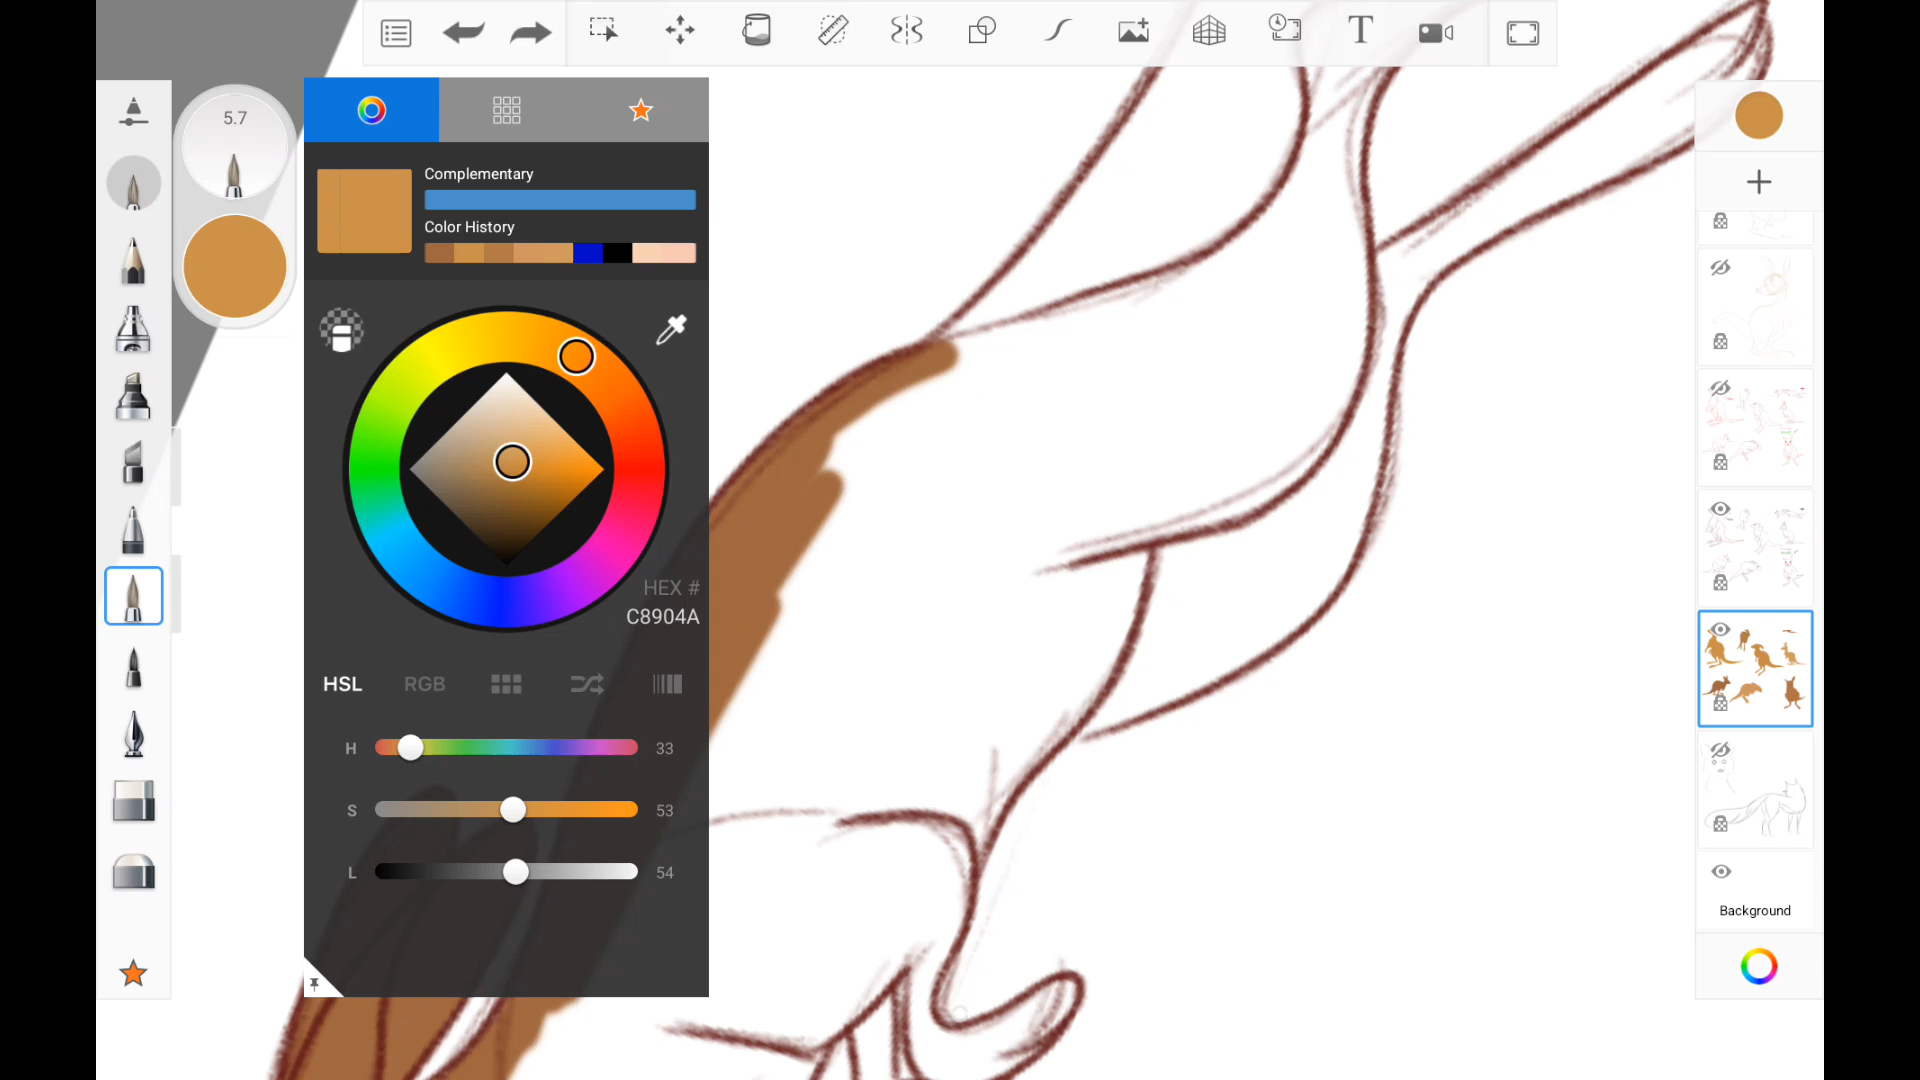 T
5.7
Complementary
Color History
HEX #
C8904A
HSL
RGB
H 33
S 53
L 54
Background